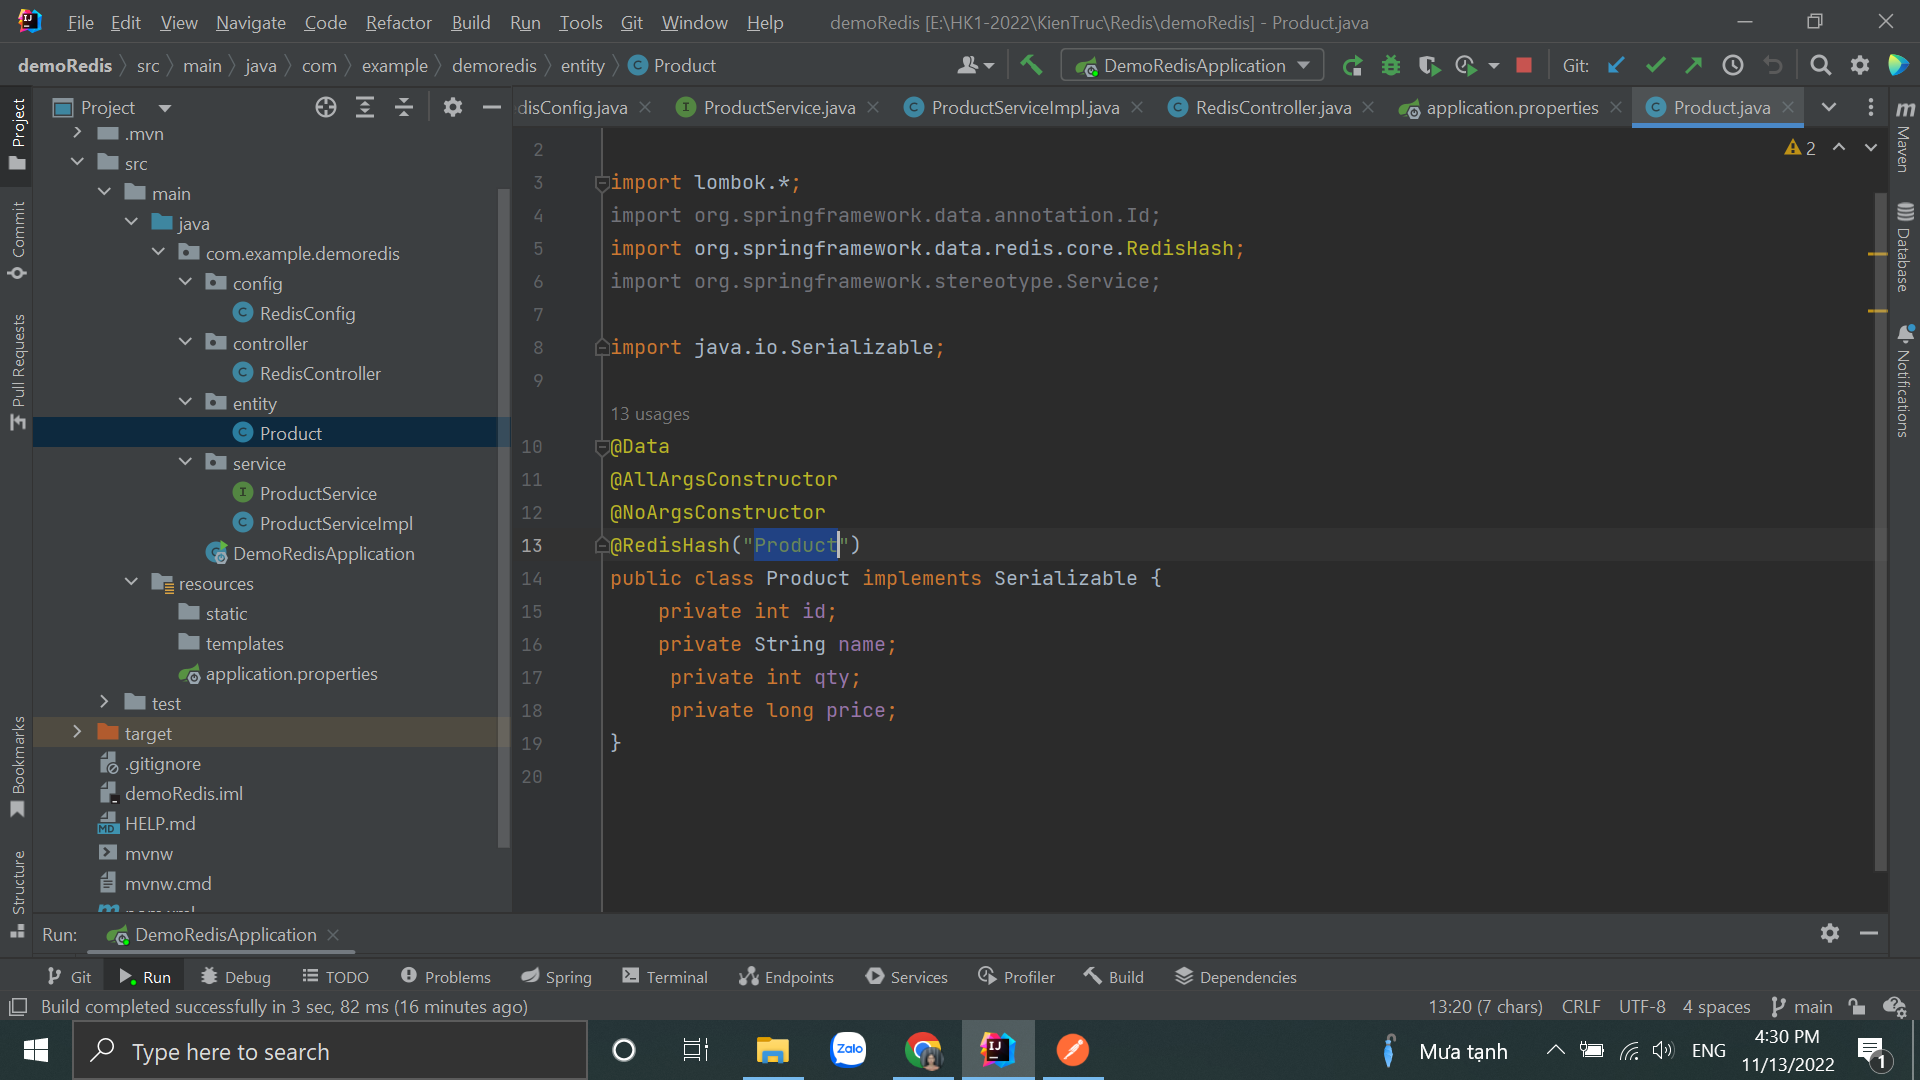 File Edit View Navigate Code Refactor Build Run Tools Git Window Help demoRedis [E:\HK1-2022\KienTruc\Redis\demoRedis] - Product.java
demoRedis src main java com example demoredis entity Product DemoRedisApplication Git:
Project disConfig.java ProductService.java ProductServiceImpl.java RedisController.java application.properties Product.java
Project
Commit
Pull Requests
Bookmarks
Structure
.mvn
src
main
java
com.example.demoredis
config
RedisConfig
controller
RedisController
entity
Product
service
ProductService
ProductServiceImpl
DemoRedisApplication
resources
static
templates
application.properties
test
target
.gitignore
demoRedis.iml
HELP.md
mvnw
mvnw.cmd
2
2
3 import lombok.*;
4 import org.springframework.data.annotation.Id;
5 import org.springframework.data.redis.core.RedisHash;
6 import org.springframework.stereotype.Service;
7
8 import java.io.Serializable;
9
13 usages
10 @Data
11 @AllArgsConstructor
12 @NoArgsConstructor
13 @RedisHash("Product")
14 public class Product implements Serializable {
15 private int id;
16 private String name;
17 private int qty;
18 private long price;
19 }
20
Maven
Database
Notifications
Run: DemoRedisApplication
Git Run Debug TODO Problems Spring Terminal Endpoints Services Profiler Build Dependencies
Build completed successfully in 3 sec, 82 ms (16 minutes ago) 13:20 (7 chars) CRLF UTF-8 4 spaces main
Type here to search Zalo Mưa tạnh ENG 4:30 PM
11/13/2022 1